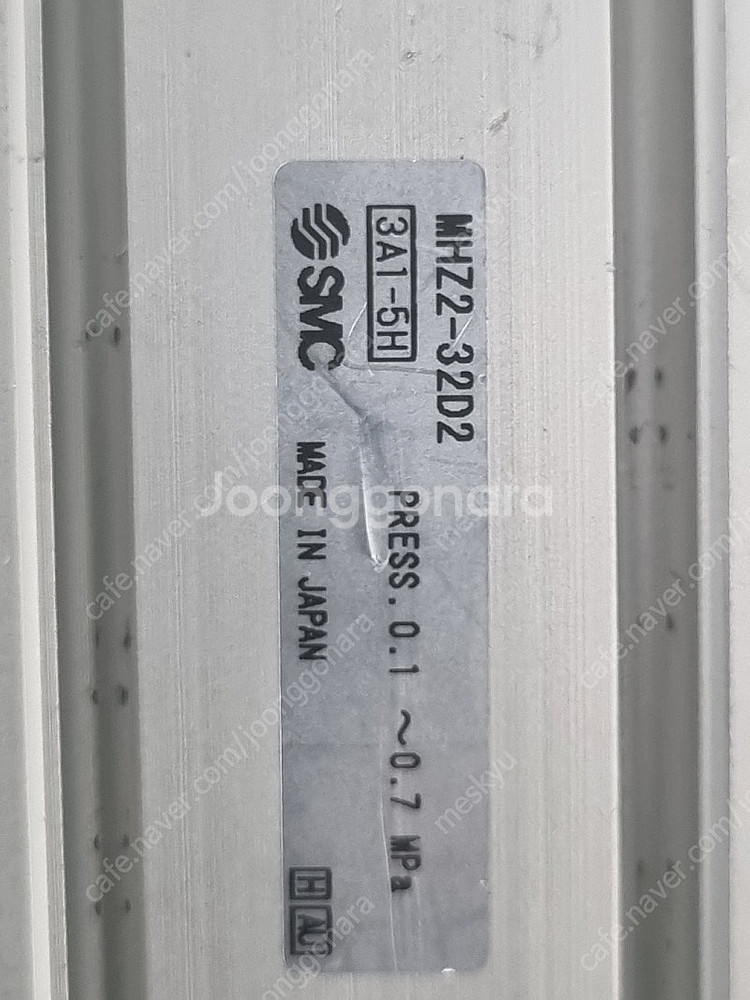 MHZ2-32D2
3A1-5H PRESS. 0.1 ~0.7 MPa
SMC MADE IN JAPAN H AU
Joonggonara
cafe.naver.com/joonggonara
meskyu